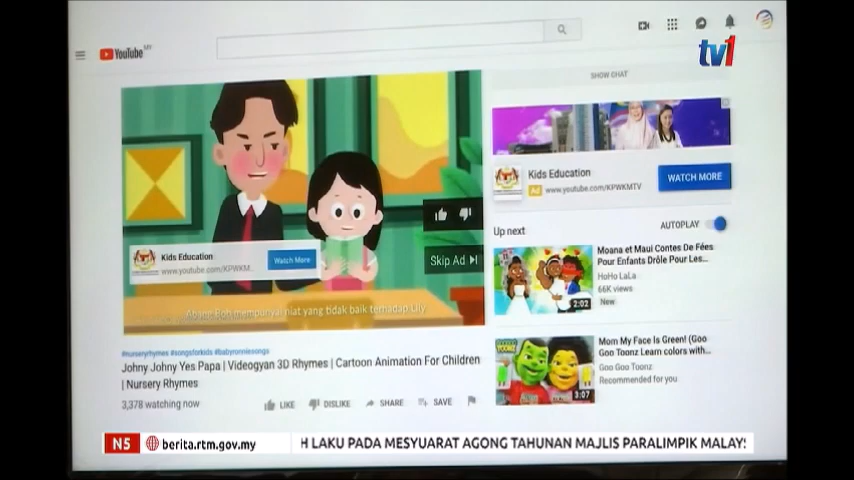 YouTube MY
tv1
SHOW CHAT
Kids Education
Ad www.youtube.com/KPWKMTV
WATCH MORE
Kids Education
www.youtube.com/KPWKM...
Watch More
Skip Ad
mempunyai niat yang tidak baik terhadap Lily
Up next
AUTOPLAY
Moana et Maui Contes De Fées
Pour Enfants Drôle Pour Les...
HoHo LaLa
66K views
New
2:02
#nurseryrhymes #songsforkids #babyronniesongs
Johny Johny Yes Papa | Videogyan 3D Rhymes | Cartoon Animation For Children
| Nursery Rhymes
3,378 watching now
LIKE
DISLIKE
SHARE
SAVE
Mom My Face Is Green! (Goo
Goo Toonz Learn colors with...
Goo Goo Toonz
Recommended for you
3:07
N5
berita.rtm.gov.my
H LAKU PADA MESYUARAT AGONG TAHUNAN MAJLIS PARALIMPIK MALAYS